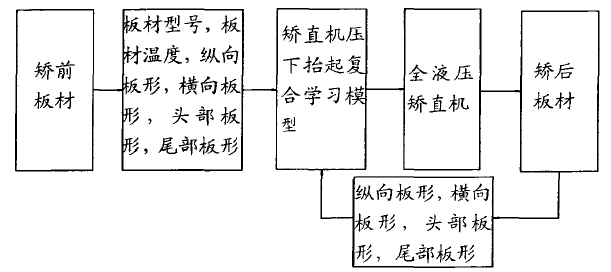 矫前
板材
板材型号，板
材温度，纵向
板形，横向板
形，头部板
形，尾部板形
矫直机压
下抬起复
合学习模
型
全液压
矫直机
矫后
板材
纵向板形，横向
板形，头部板
形，尾部板形